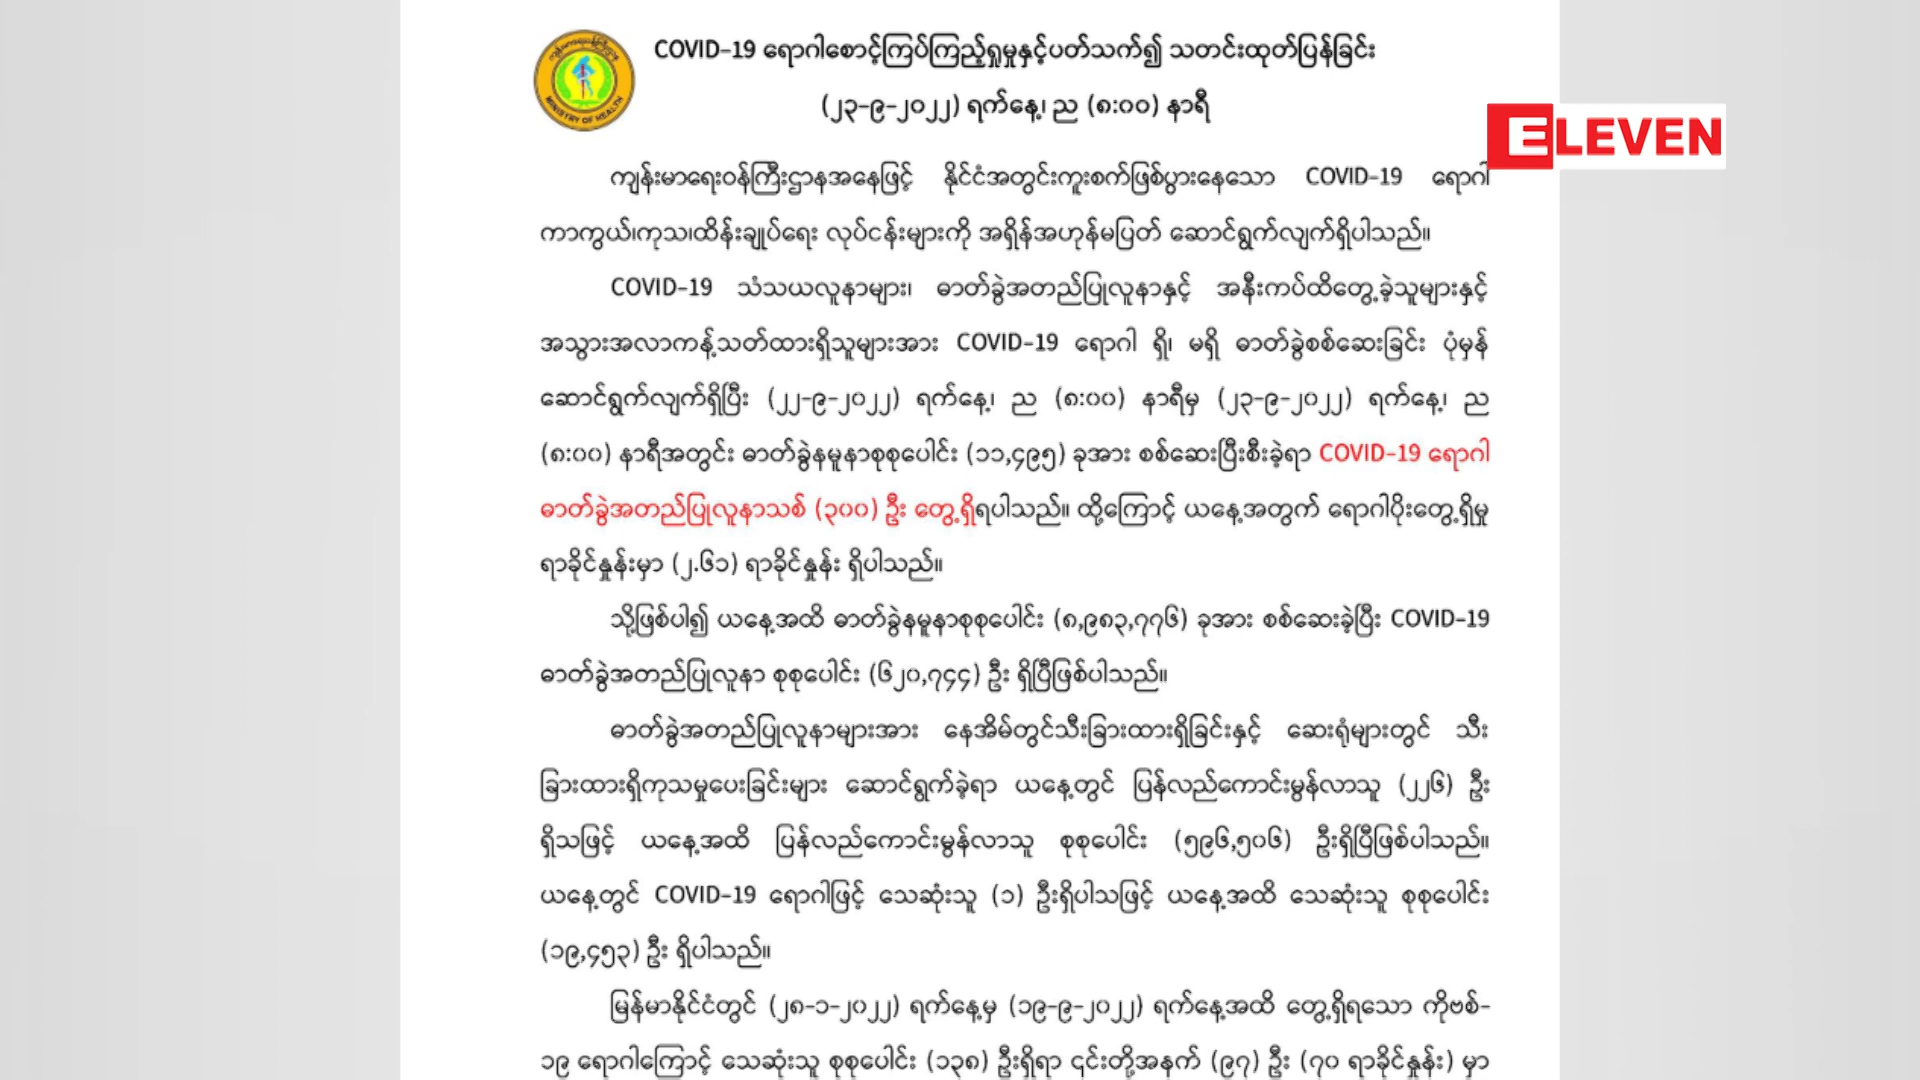 COVID-19 ရောဂါစောင့်ကြပ်ကြည့်ရှုမှုနှင့်ပတ်သက်၍ သတင်းထုတ်ပြန်ခြင်း
(၂၃-၉-၂၀၂၂) ရက်နေ့၊ ည (၈:၀၀) နာရီ
MINISTRY OF HEALTH
ELEVEN
ကျန်းမာရေးဝန်ကြီးဌာနအနေဖြင့် နိုင်ငံအတွင်းကူးစက်ဖြစ်ပွားနေသော COVID-19 ရောဂါ
ကာကွယ်၊ကုသ၊ထိန်းချုပ်ရေး လုပ်ငန်းများကို အရှိန်အဟုန်မပြတ် ဆောင်ရွက်လျက်ရှိပါသည်။
COVID-19 သံသယလူနာများ၊ ဓာတ်ခွဲအတည်ပြုလူနာနှင့် အနီးကပ်ထိတွေ့ခဲ့သူများနှင့်
အသွားအလာကန့်သတ်ထားရှိသူများအား COVID-19 ရောဂါ ရှိ၊ မရှိ ဓာတ်ခွဲစစ်ဆေးခြင်း ပုံမှန်
ဆောင်ရွက်လျက်ရှိပြီး (၂၂-၉-၂၀၂၂) ရက်နေ့၊ ည (၈:၀၀) နာရီမှ (၂၃-၉-၂၀၂၂) ရက်နေ့၊ ည
(၈:၀၀) နာရီအတွင်း ဓာတ်ခွဲနမူနာစုစုပေါင်း (၁၁,၄၉၅) ခုအား စစ်ဆေးပြီးစီးခဲ့ရာ COVID-19 ရောဂါ
ဓာတ်ခွဲအတည်ပြုလူနာသစ် (၃၀၀) ဦး တွေ့ရှိရပါသည်။ ထို့ကြောင့် ယနေ့အတွက် ရောဂါပိုးတွေ့ရှိမှု
ရာခိုင်နှုန်းမှာ (၂.၆၁) ရာခိုင်နှုန်း ရှိပါသည်။
သို့ဖြစ်ပါ၍ ယနေ့အထိ ဓာတ်ခွဲနမူနာစုစုပေါင်း (၈,၉၈၃,၇၇၆) ခုအား စစ်ဆေးခဲ့ပြီး COVID-19
ဓာတ်ခွဲအတည်ပြုလူနာ စုစုပေါင်း (၆၂၀,၇၄၄) ဦး ရှိပြီဖြစ်ပါသည်။
ဓာတ်ခွဲအတည်ပြုလူနာများအား နေအိမ်တွင်သီးခြားထားရှိခြင်းနှင့် ဆေးရုံများတွင် သီး
ခြားထားရှိကုသမှုပေးခြင်းများ ဆောင်ရွက်ခဲ့ရာ ယနေ့တွင် ပြန်လည်ကောင်းမွန်လာသူ (၂၂၆) ဦး
ရှိသဖြင့် ယနေ့အထိ ပြန်လည်ကောင်းမွန်လာသူ စုစုပေါင်း (၅၉၆,၅၀၆) ဦးရှိပြီဖြစ်ပါသည်။
ယနေ့တွင် COVID-19 ရောဂါဖြင့် သေဆုံးသူ (၁) ဦးရှိပါသဖြင့် ယနေ့အထိ သေဆုံးသူ စုစုပေါင်း
(၁၉,၄၅၃) ဦး ရှိပါသည်။
မြန်မာနိုင်ငံတွင် (၂၈-၁-၂၀၂၂) ရက်နေ့မှ (၁၉-၉-၂၀၂၂) ရက်နေ့အထိ တွေ့ရှိရသော ကိုဗစ်-
၁၉ ရောဂါကြောင့် သေဆုံးသူ စုစုပေါင်း (၁၃၈) ဦးရှိရာ ၎င်းတို့အနက် (၉၇) ဦး (၇၀ ရာခိုင်နှုန်း) မှာ